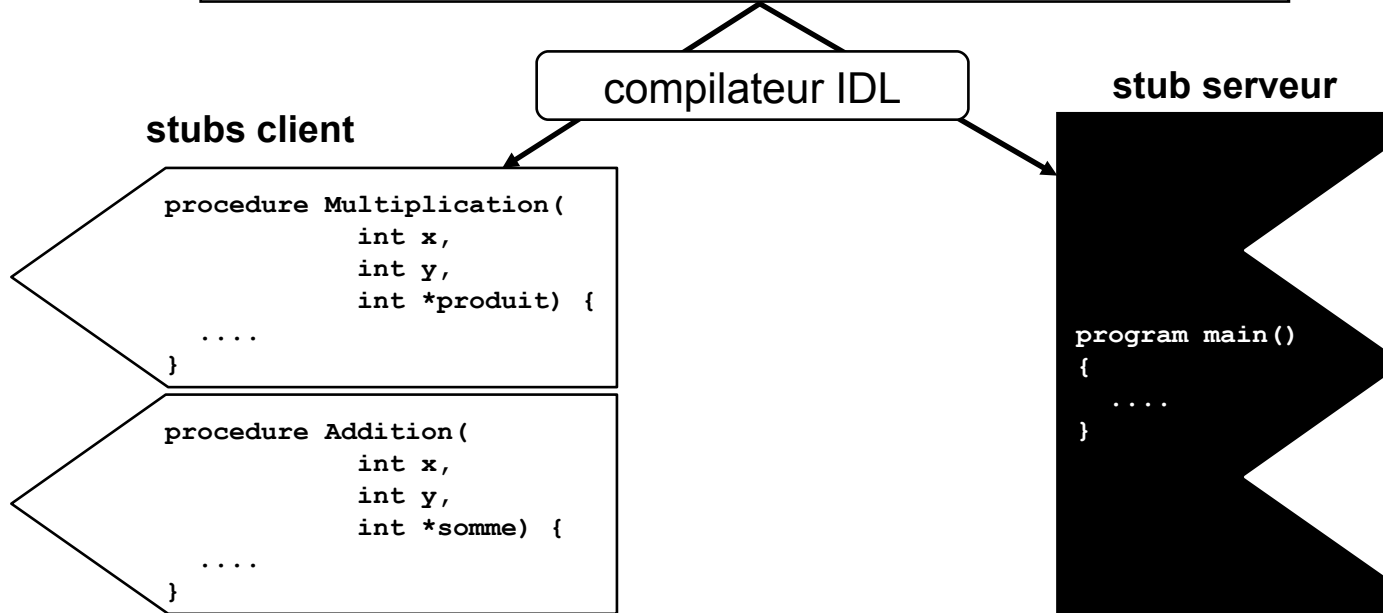 compilateur IDL
stub serveur
stubs client
procedure Multiplication(
int x,
int y,
int *produit) {
....
}
procedure Addition(
int x,
int y,
int *somme) {
....
}
program main()
{
....
}